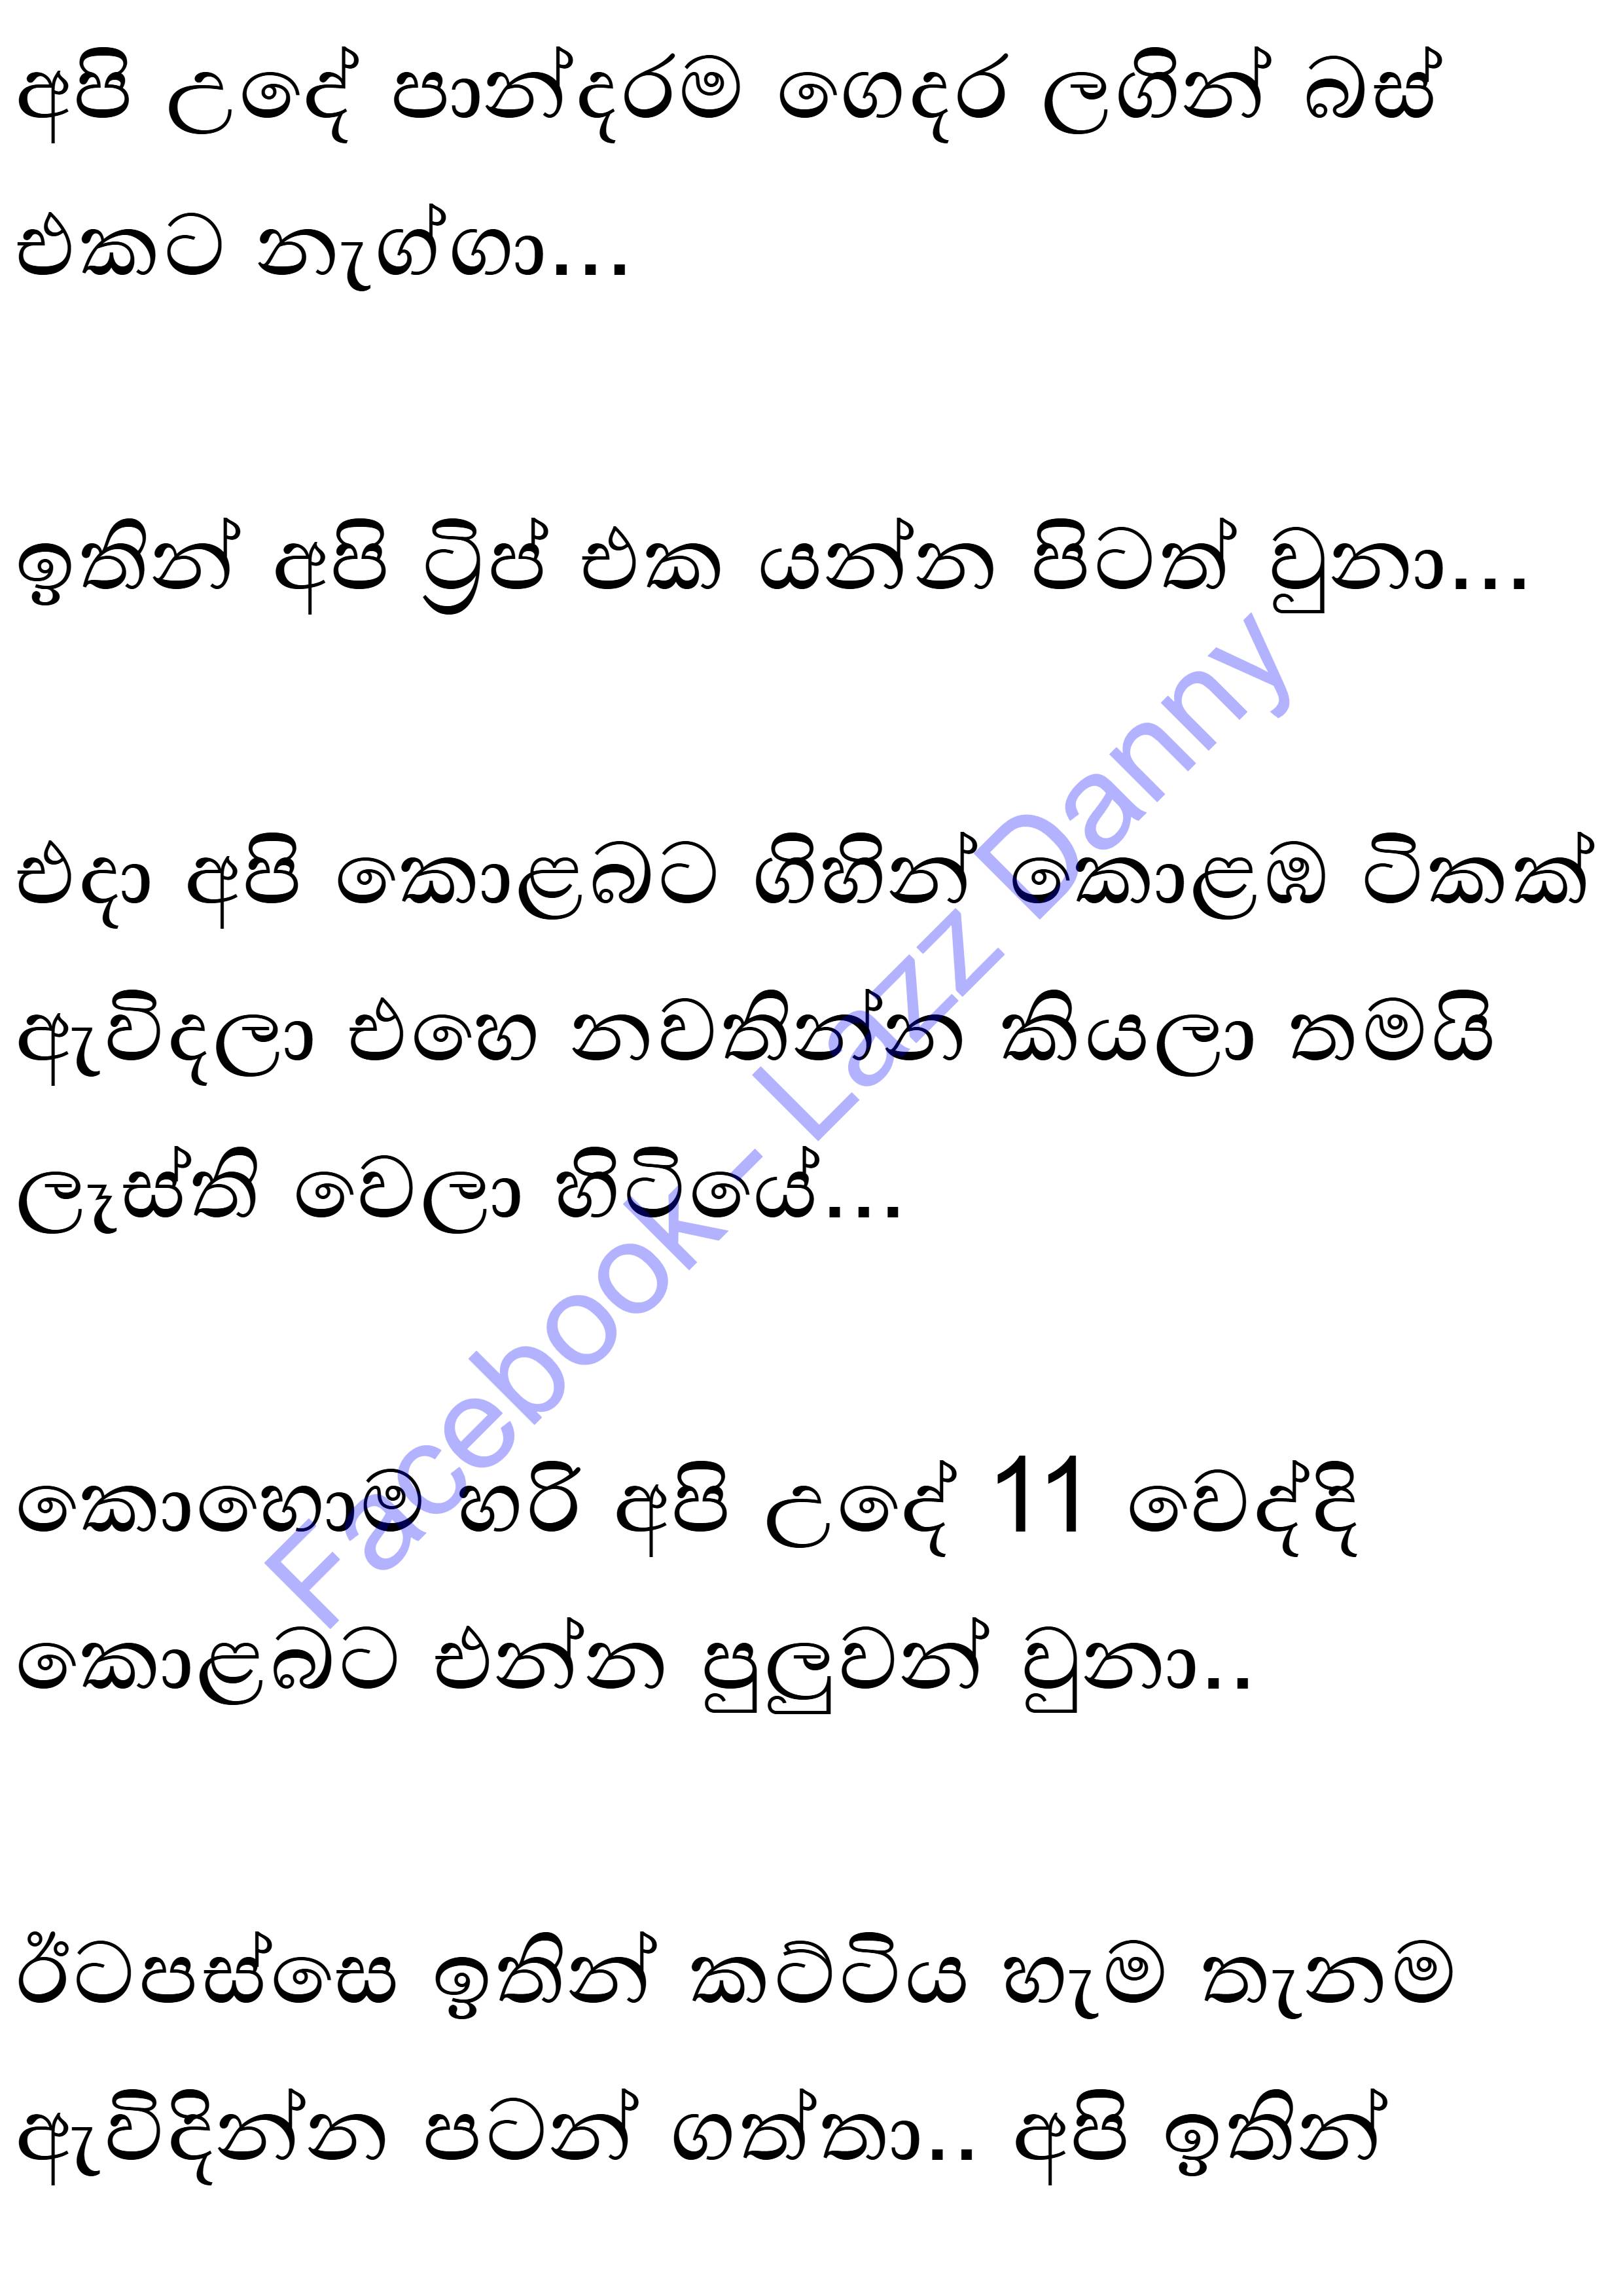 අපි උදේ පාන්දරම ගෙදර ලගින් බස්
එකට නැග්ගා...
ඉතින් අපි ට්‍රිප් එක යන්න පිටත් වුනා...
එදා අපි කොළබට ගිහින් කොළඹ ටිකක්
ඇවිදලා එහෙ නවතින්න කියලා තමයි
ලෑස්ති වෙලා හිටියේ...
කොහොම හරි අපි උදේ 11 වෙද්දි
කොළබට එන්න පුලුවන් වුනා..
ඊටපස්සෙ ඉතින් කට්ටිය හැම තැනම
ඇවිදින්න පටන් ගත්තා.. අපි ඉතින්
Facebook - Lazz Danny